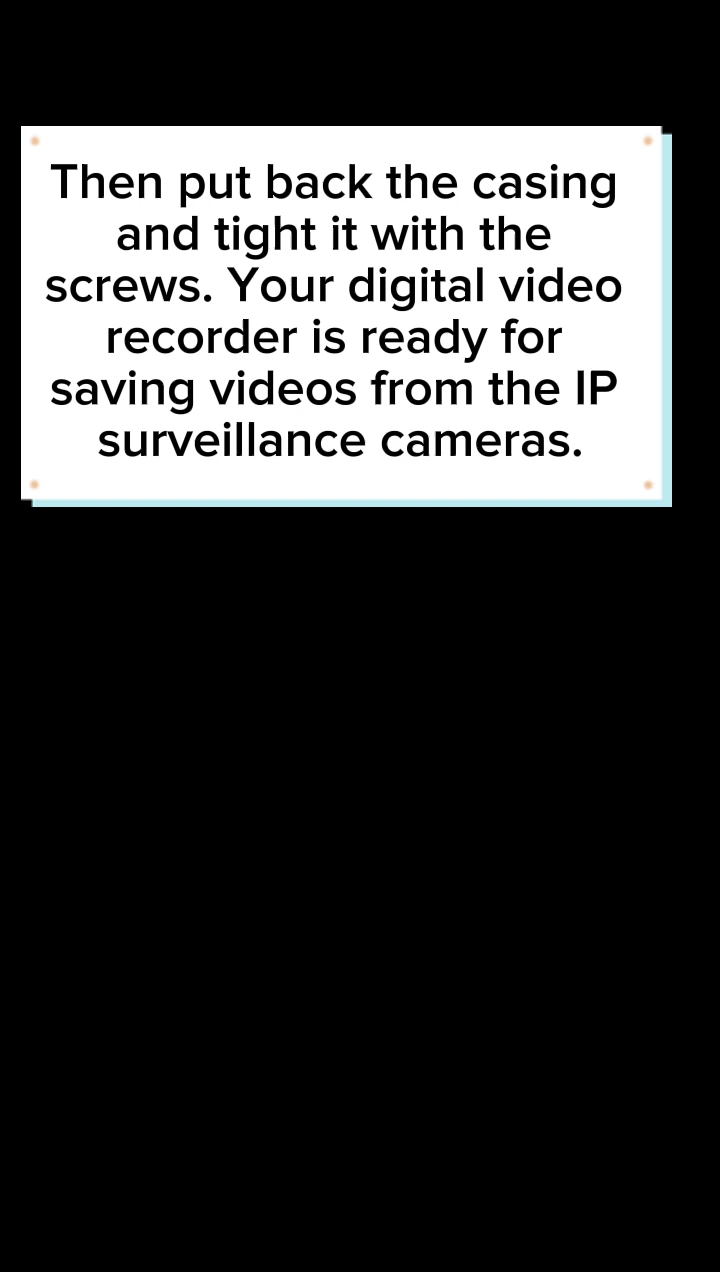 Then put back the casing
and tight it with the
screws. Your digital video
recorder is ready for
saving videos from the IP
surveillance cameras.